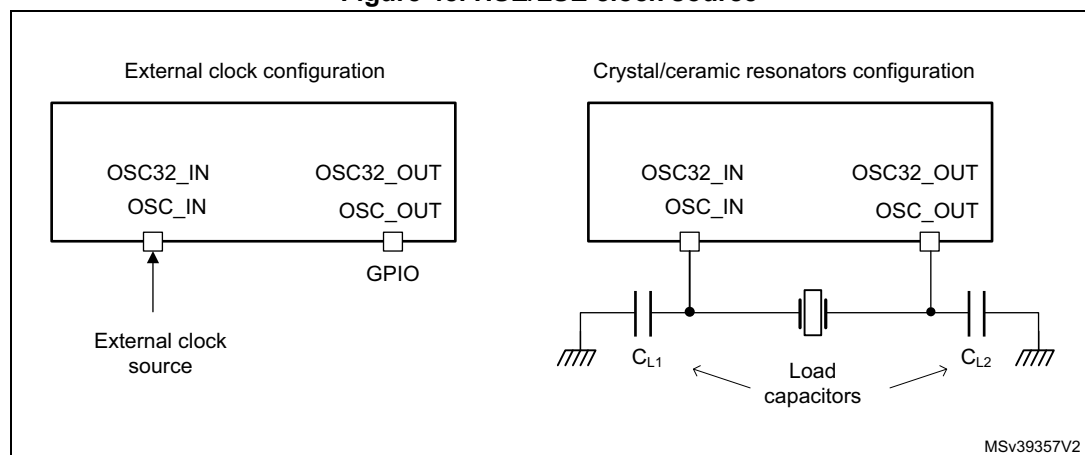 External clock configuration
OSC32_IN OSC32_OUT
OSC_IN OSC_OUT
GPIO
External clock
source
Crystal/ceramic resonators configuration
OSC32_IN OSC32_OUT
OSC_IN OSC_OUT
CL1
Load
capacitors
CL2
MSv39357V2